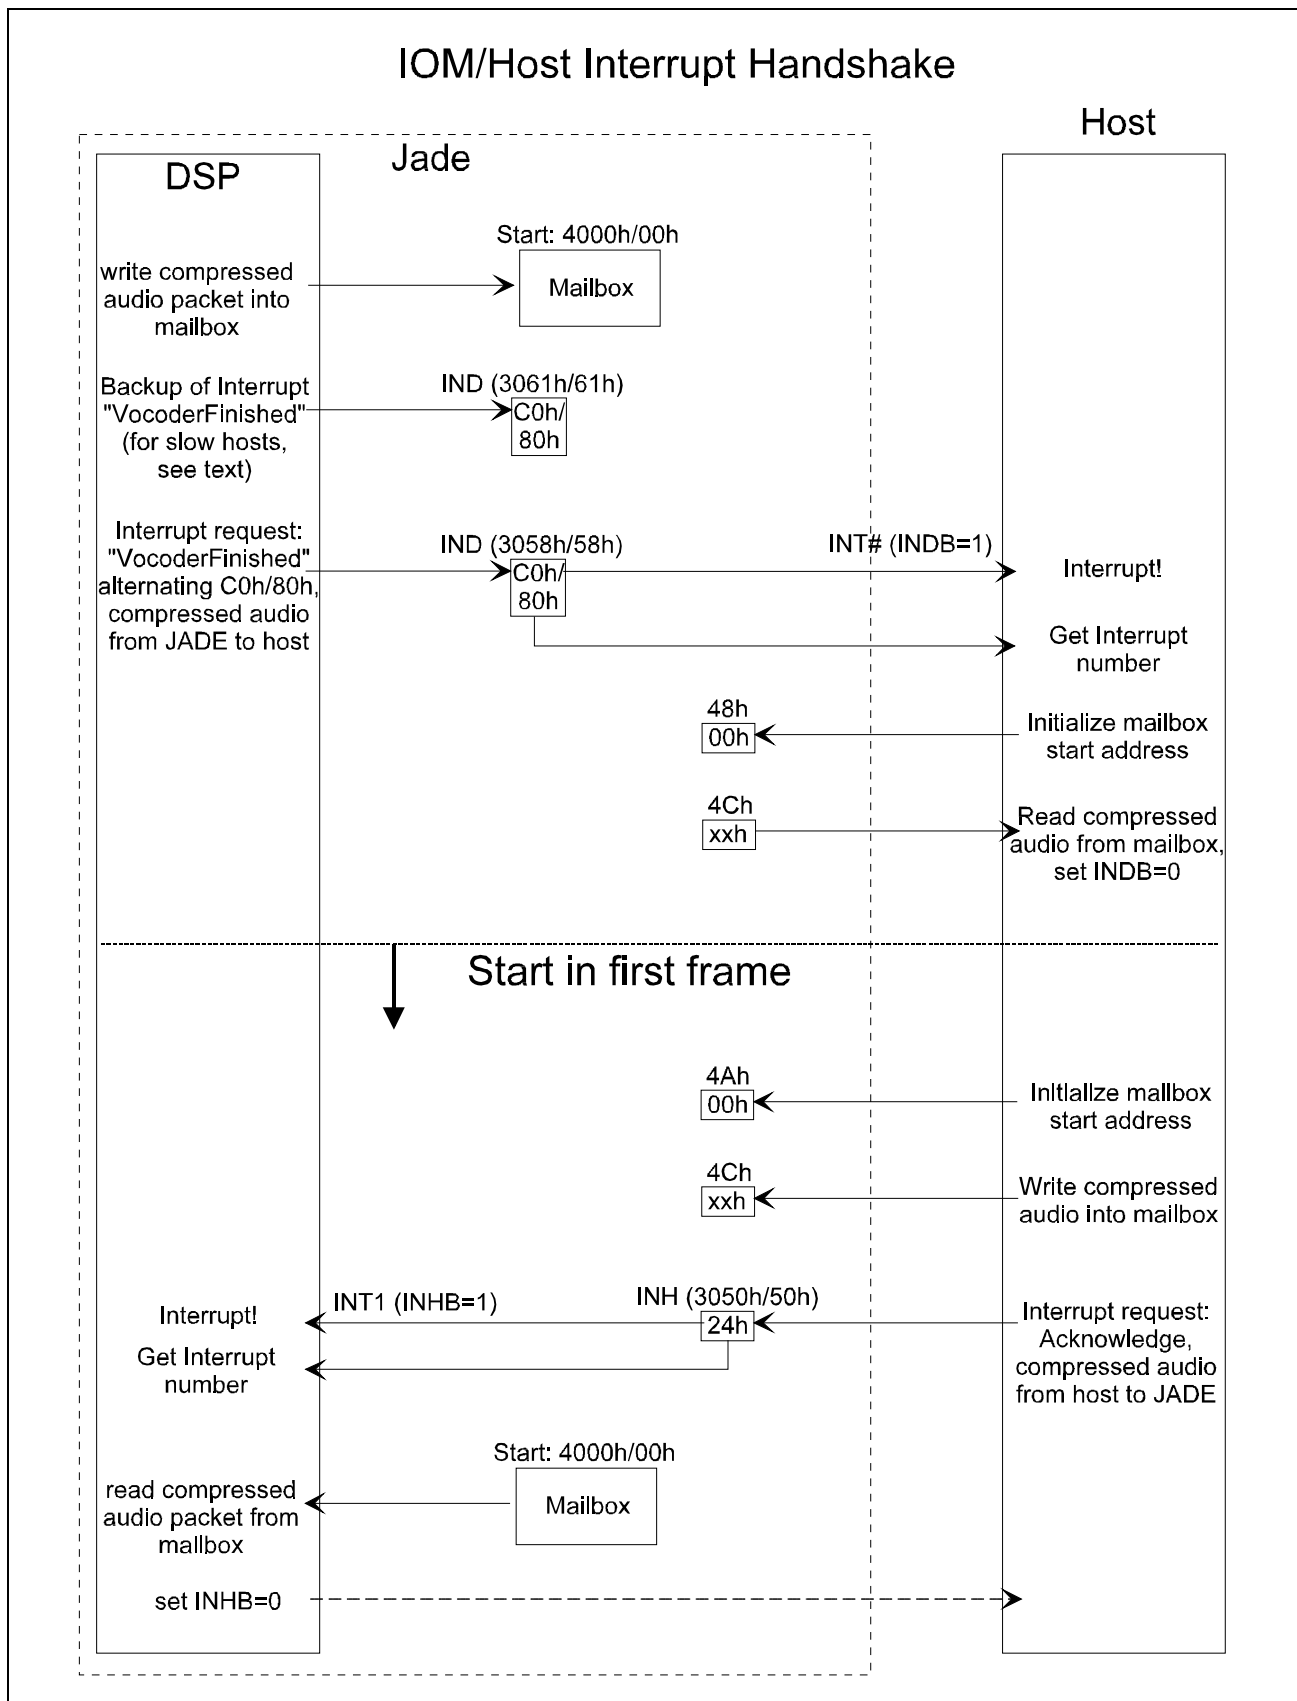 IOM/Host Interrupt Handshake
Host
Jade
DSP
Start: 4000h/00h
Mailbox
write compressed
audio packet into
mailbox
Backup of Interrupt
"VocoderFinished"
(for slow hosts,
see text)
IND (3061h/61h)
C0h/
80h
Interrupt request:
"VocoderFinished"
alternating C0h/80h,
compressed audio
from JADE to host
IND (3058h/58h)
C0h/
80h
INT# (INDB=1)
Interrupt!
Get Interrupt
number
48h
00h
Initialize mailbox
start address
4Ch
xxh
Read compressed
audio from mailbox,
set INDB=0
Start in first frame
4Ah
00h
Initialize mailbox
start address
4Ch
xxh
Write compressed
audio into mailbox
Interrupt!
INT1 (INHB=1)
INH (3050h/50h)
24h
Interrupt request:
Acknowledge,
compressed audio
from host to JADE
Get Interrupt
number
Start: 4000h/00h
Mailbox
read compressed
audio packet from
mailbox
set INHB=0